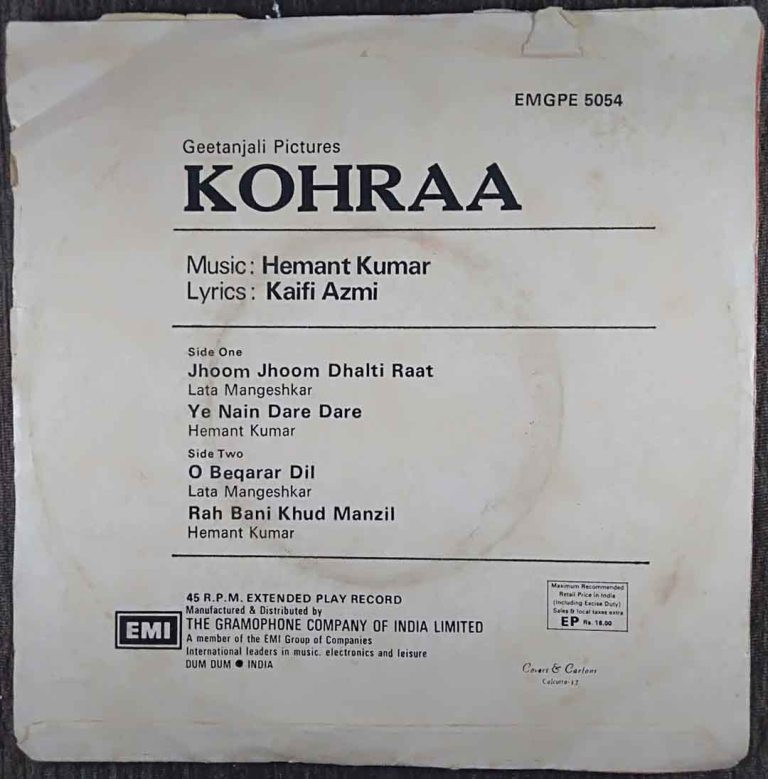 EMGPE 5054
Geetanjali Pictures
KOHRAA
Music: Hemant Kumar
Lyrics: Kaifi Azmi
Side One
Jhoom Jhoom Dhalti Raat
Lata Mangeshkar
Ye Nain Dare Dare
Hemant Kumar
Side Two
O Beqarar Dil
Lata Mangeshkar
Rah Bani Khud Manzil
Hemant Kumar
45 R.P.M. EXTENDED PLAY RECORD
Manufactured & Distributed by
THE GRAMOPHONE COMPANY OF INDIA LIMITED
A member of the EMI Group of Companies
International leaders in music, electronics and leisure
DUM DUM ● INDIA
EMI
Maximum Recommended
Retail Price in India
(Including Excise Duty)
Sales & local taxes extra
EP Rs. 18.00
Covers & Cartons
Calcutta-12